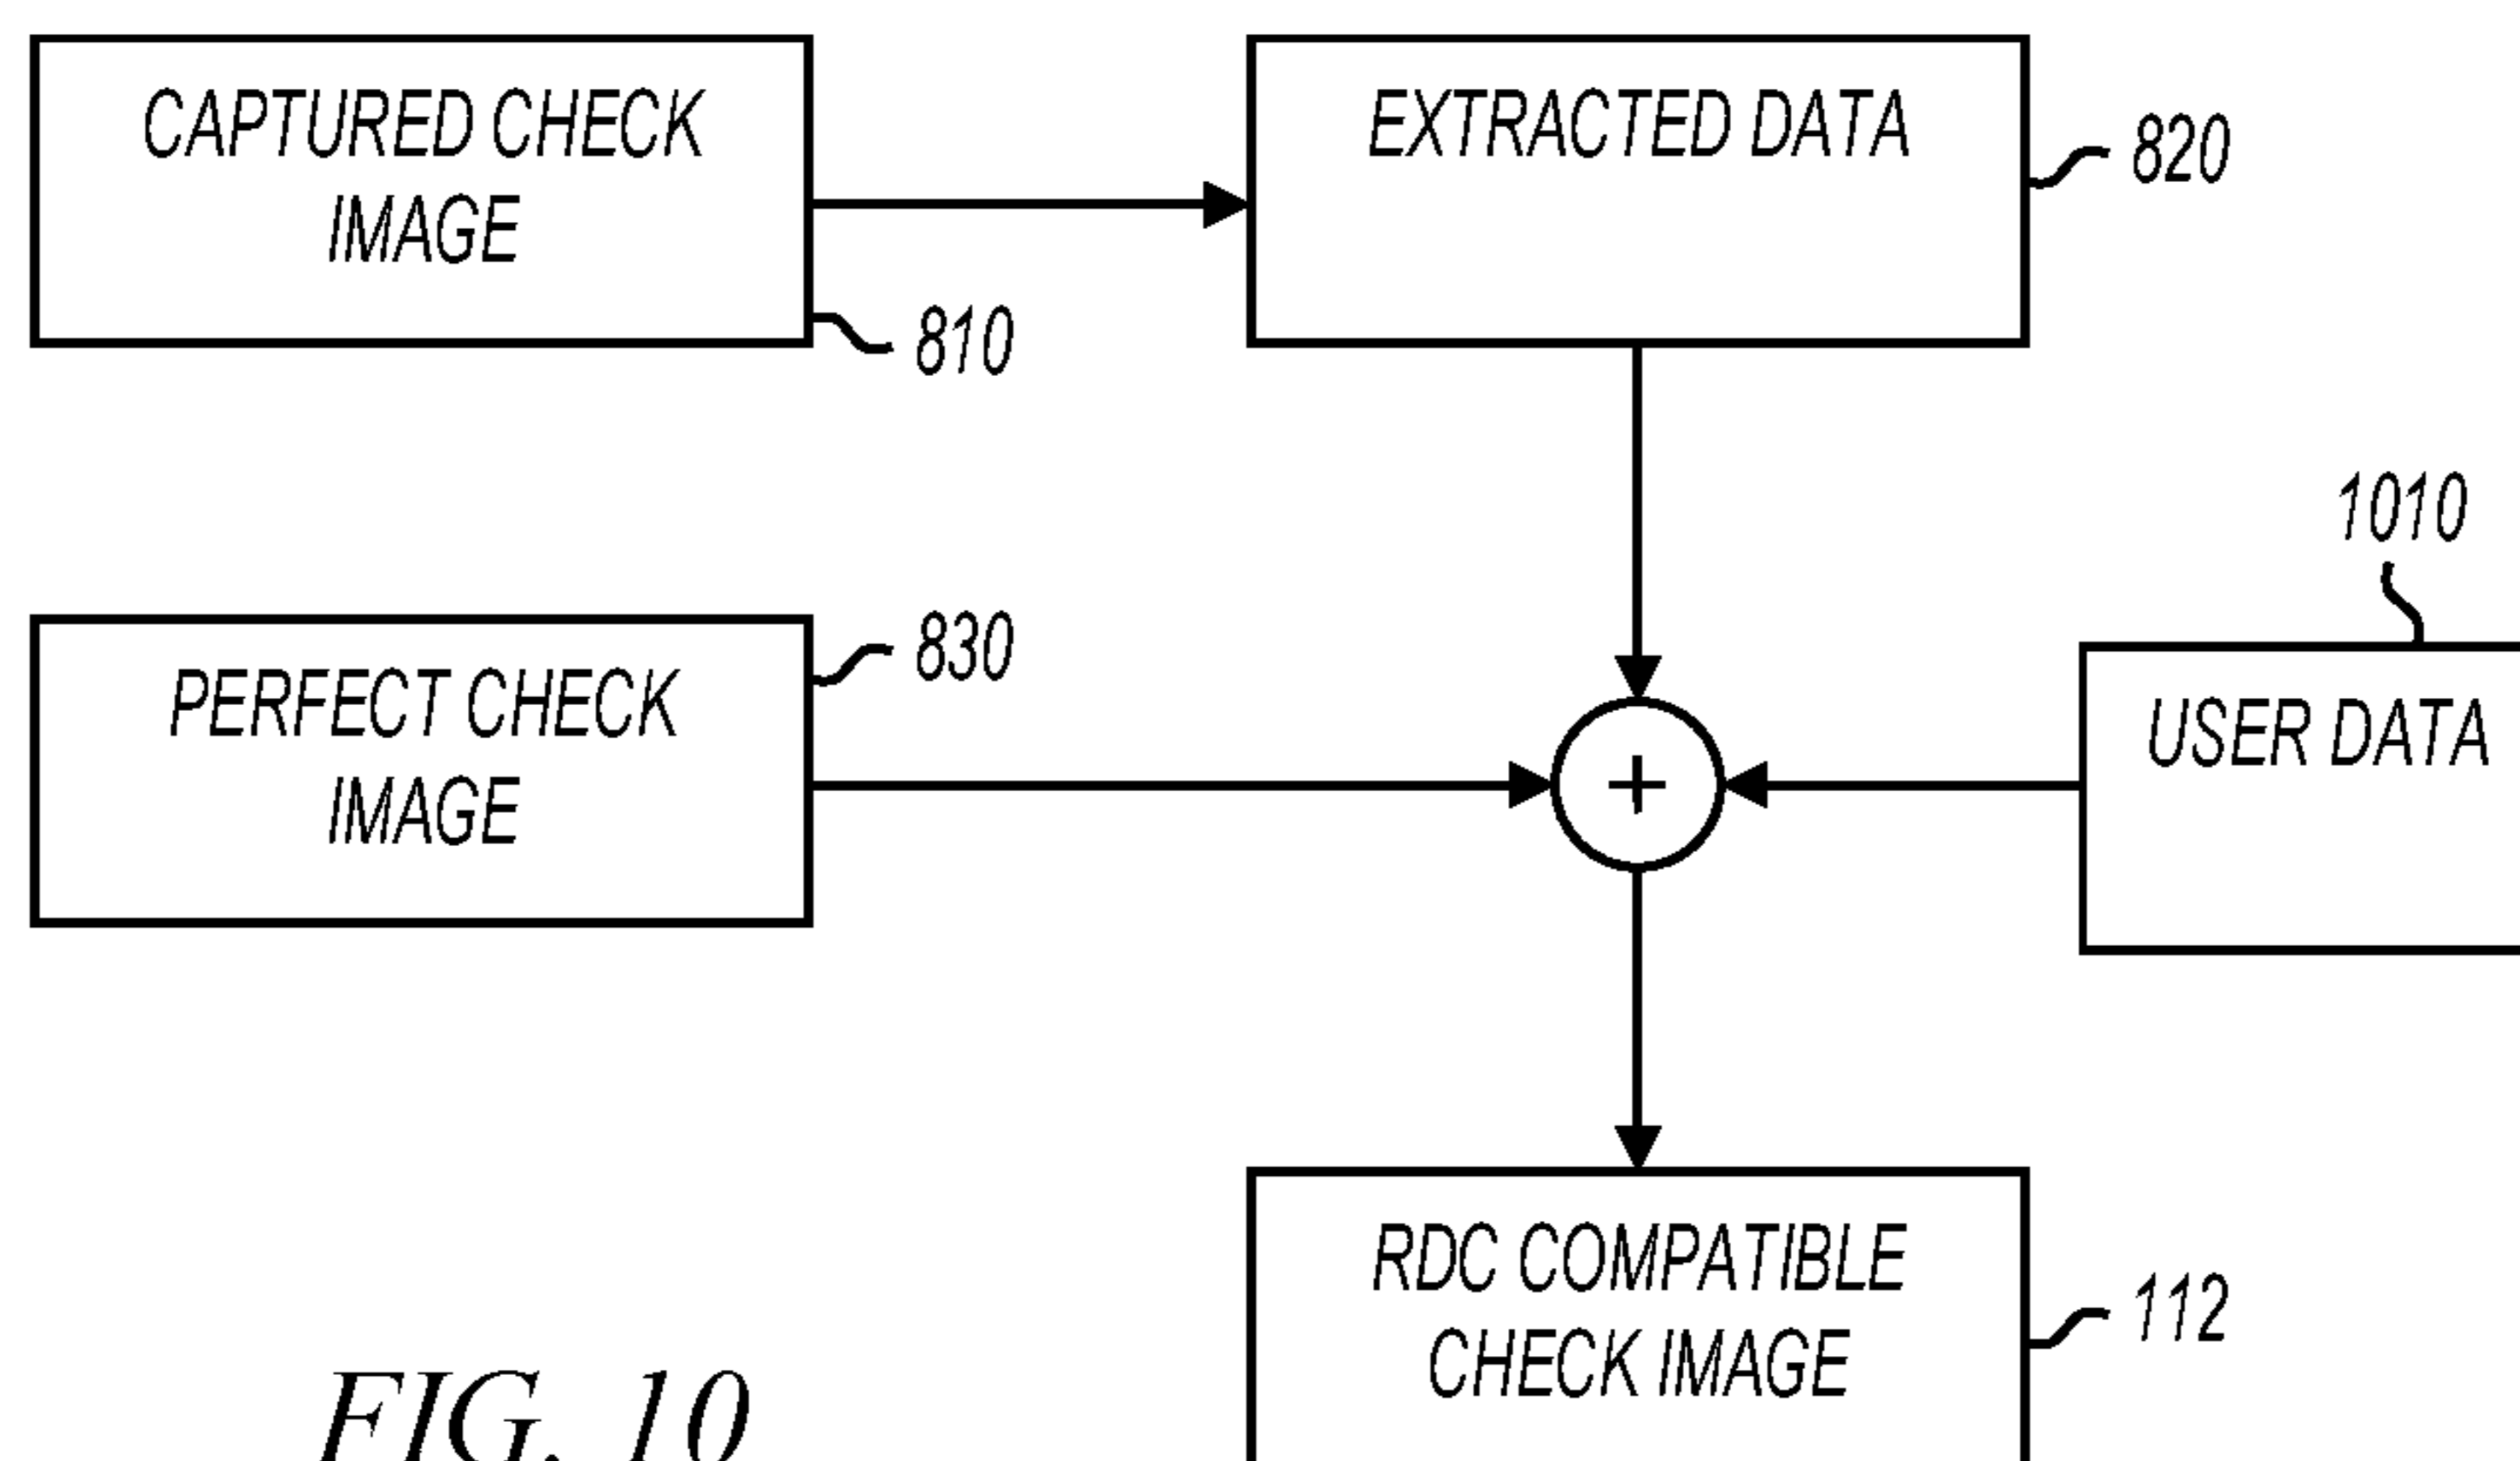 CAPTURED CHECK
IMAGE
810
EXTRACTED DATA
820
PERFECT CHECK
IMAGE
830
+
1010
USER DATA
RDC COMPATIBLE
CHECK IMAGE
112
FIG. 10